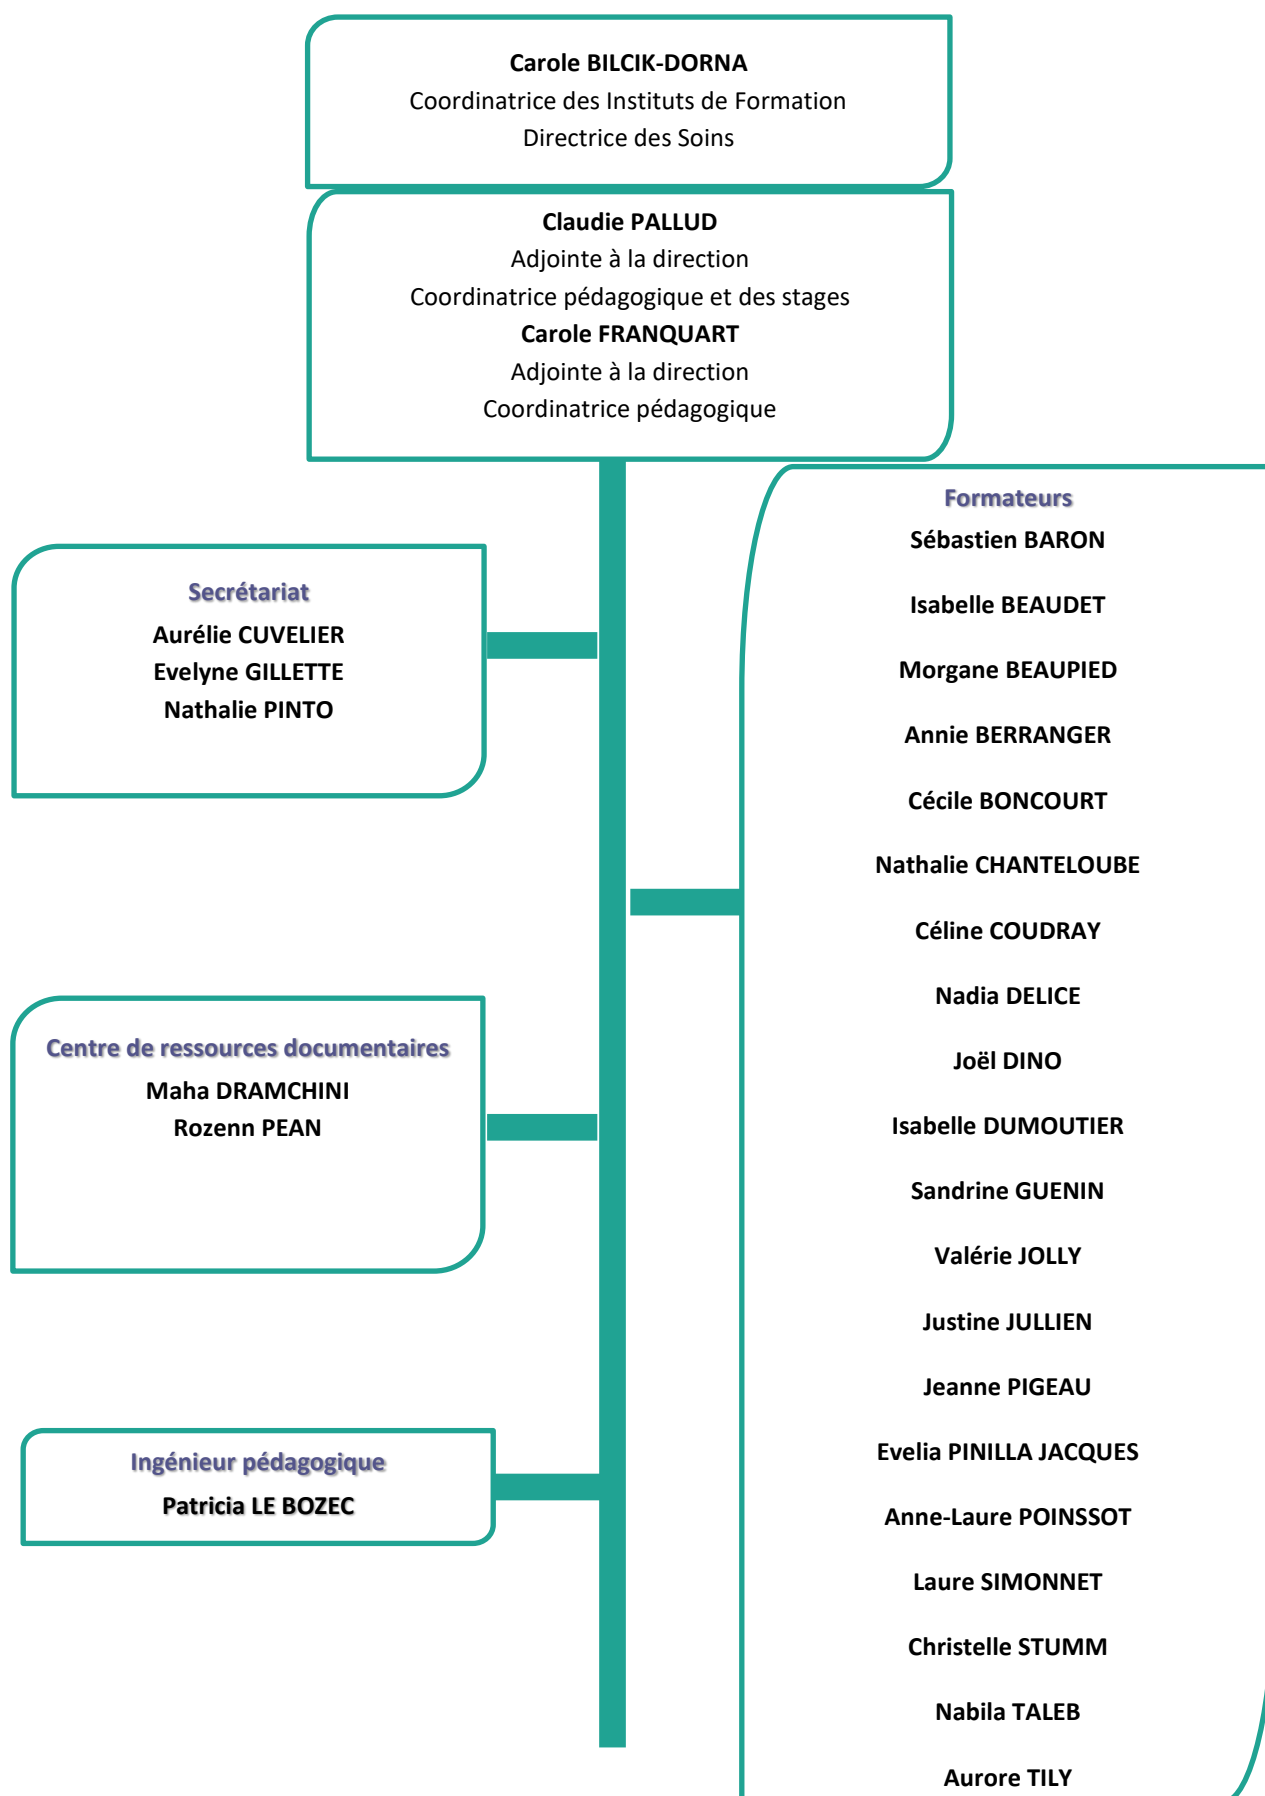 Carole BILCIK-DORNA
Coordinatrice des Instituts de Formation
Directrice des Soins
Claudie PALLUD
Adjointe à la direction
Coordinatrice pédagogique et des stages
Carole FRANQUART
Adjointe à la direction
Coordinatrice pédagogique
Secrétariat
Aurélie CUVELIER
Evelyne GILLETTE
Nathalie PINTO
Centre de ressources documentaires
Maha DRAMCHINI
Rozenn PEAN
Ingénieur pédagogique
Patricia LE BOZEC
Formateurs
Sébastien BARON
Isabelle BEAUDET
Morgane BEAUPIED
Annie BERRANGER
Cécile BONCOURT
Nathalie CHANTELOUBE
Céline COUDRAY
Nadia DELICE
Joël DINO
Isabelle DUMOUTIER
Sandrine GUENIN
Valérie JOLLY
Justine JULLIEN
Jeanne PIGEAU
Evelia PINILLA JACQUES
Anne-Laure POINSSOT
Laure SIMONNET
Christelle STUMM
Nabila TALEB
Aurore TILY